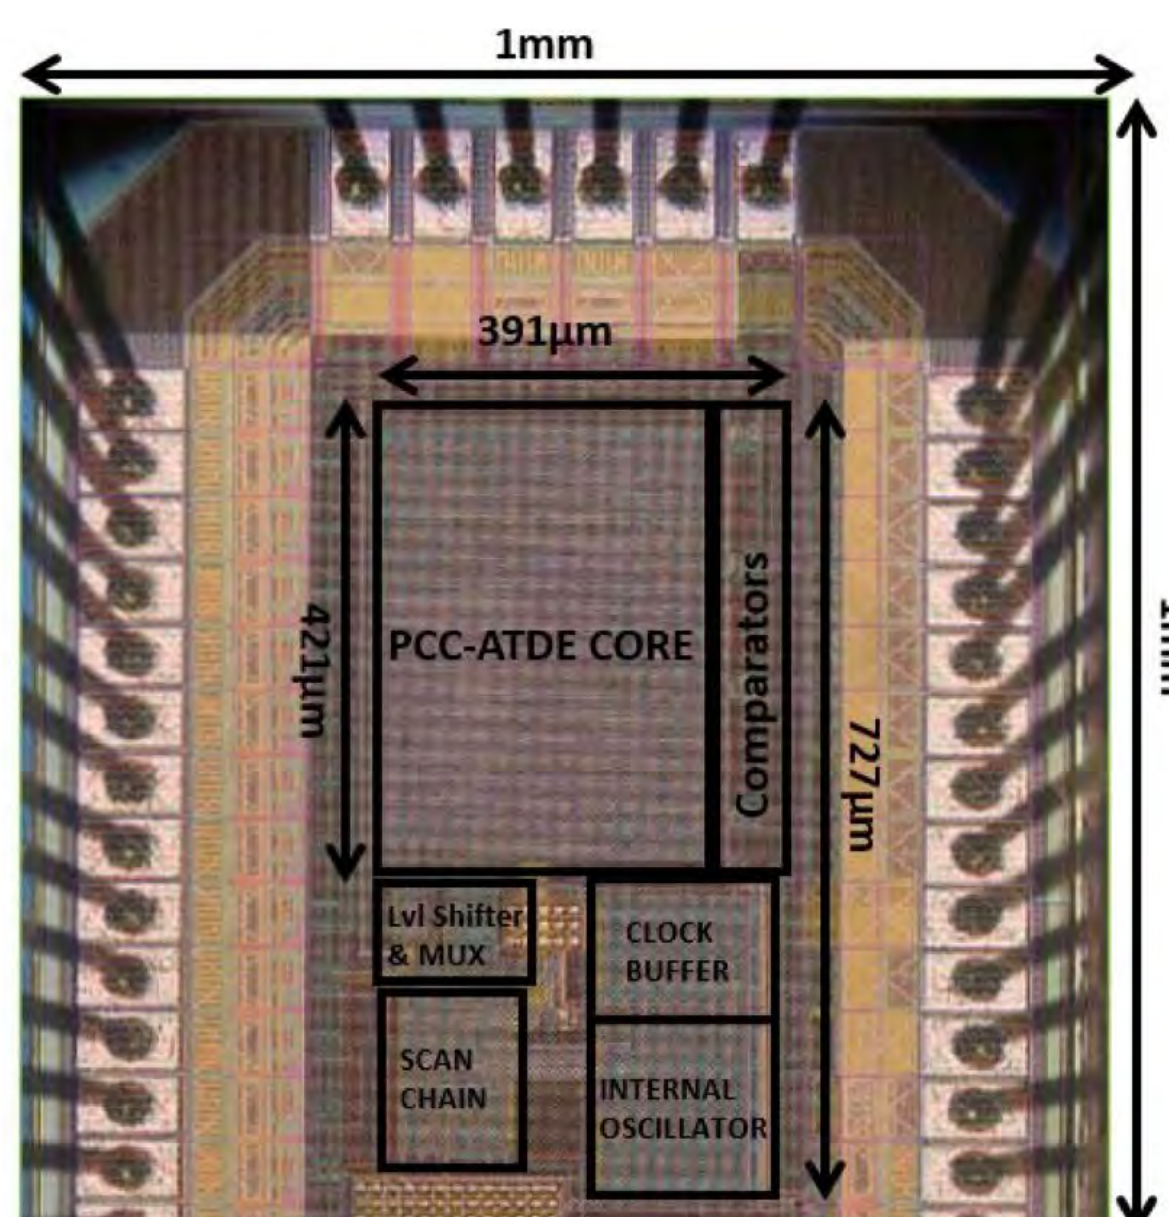 1mm
391µm
421µm
PCC-ATDE CORE
Comparators
727µm
Lvl Shifter
& MUX
CLOCK
BUFFER
SCAN
CHAIN
INTERNAL
OSCILLATOR